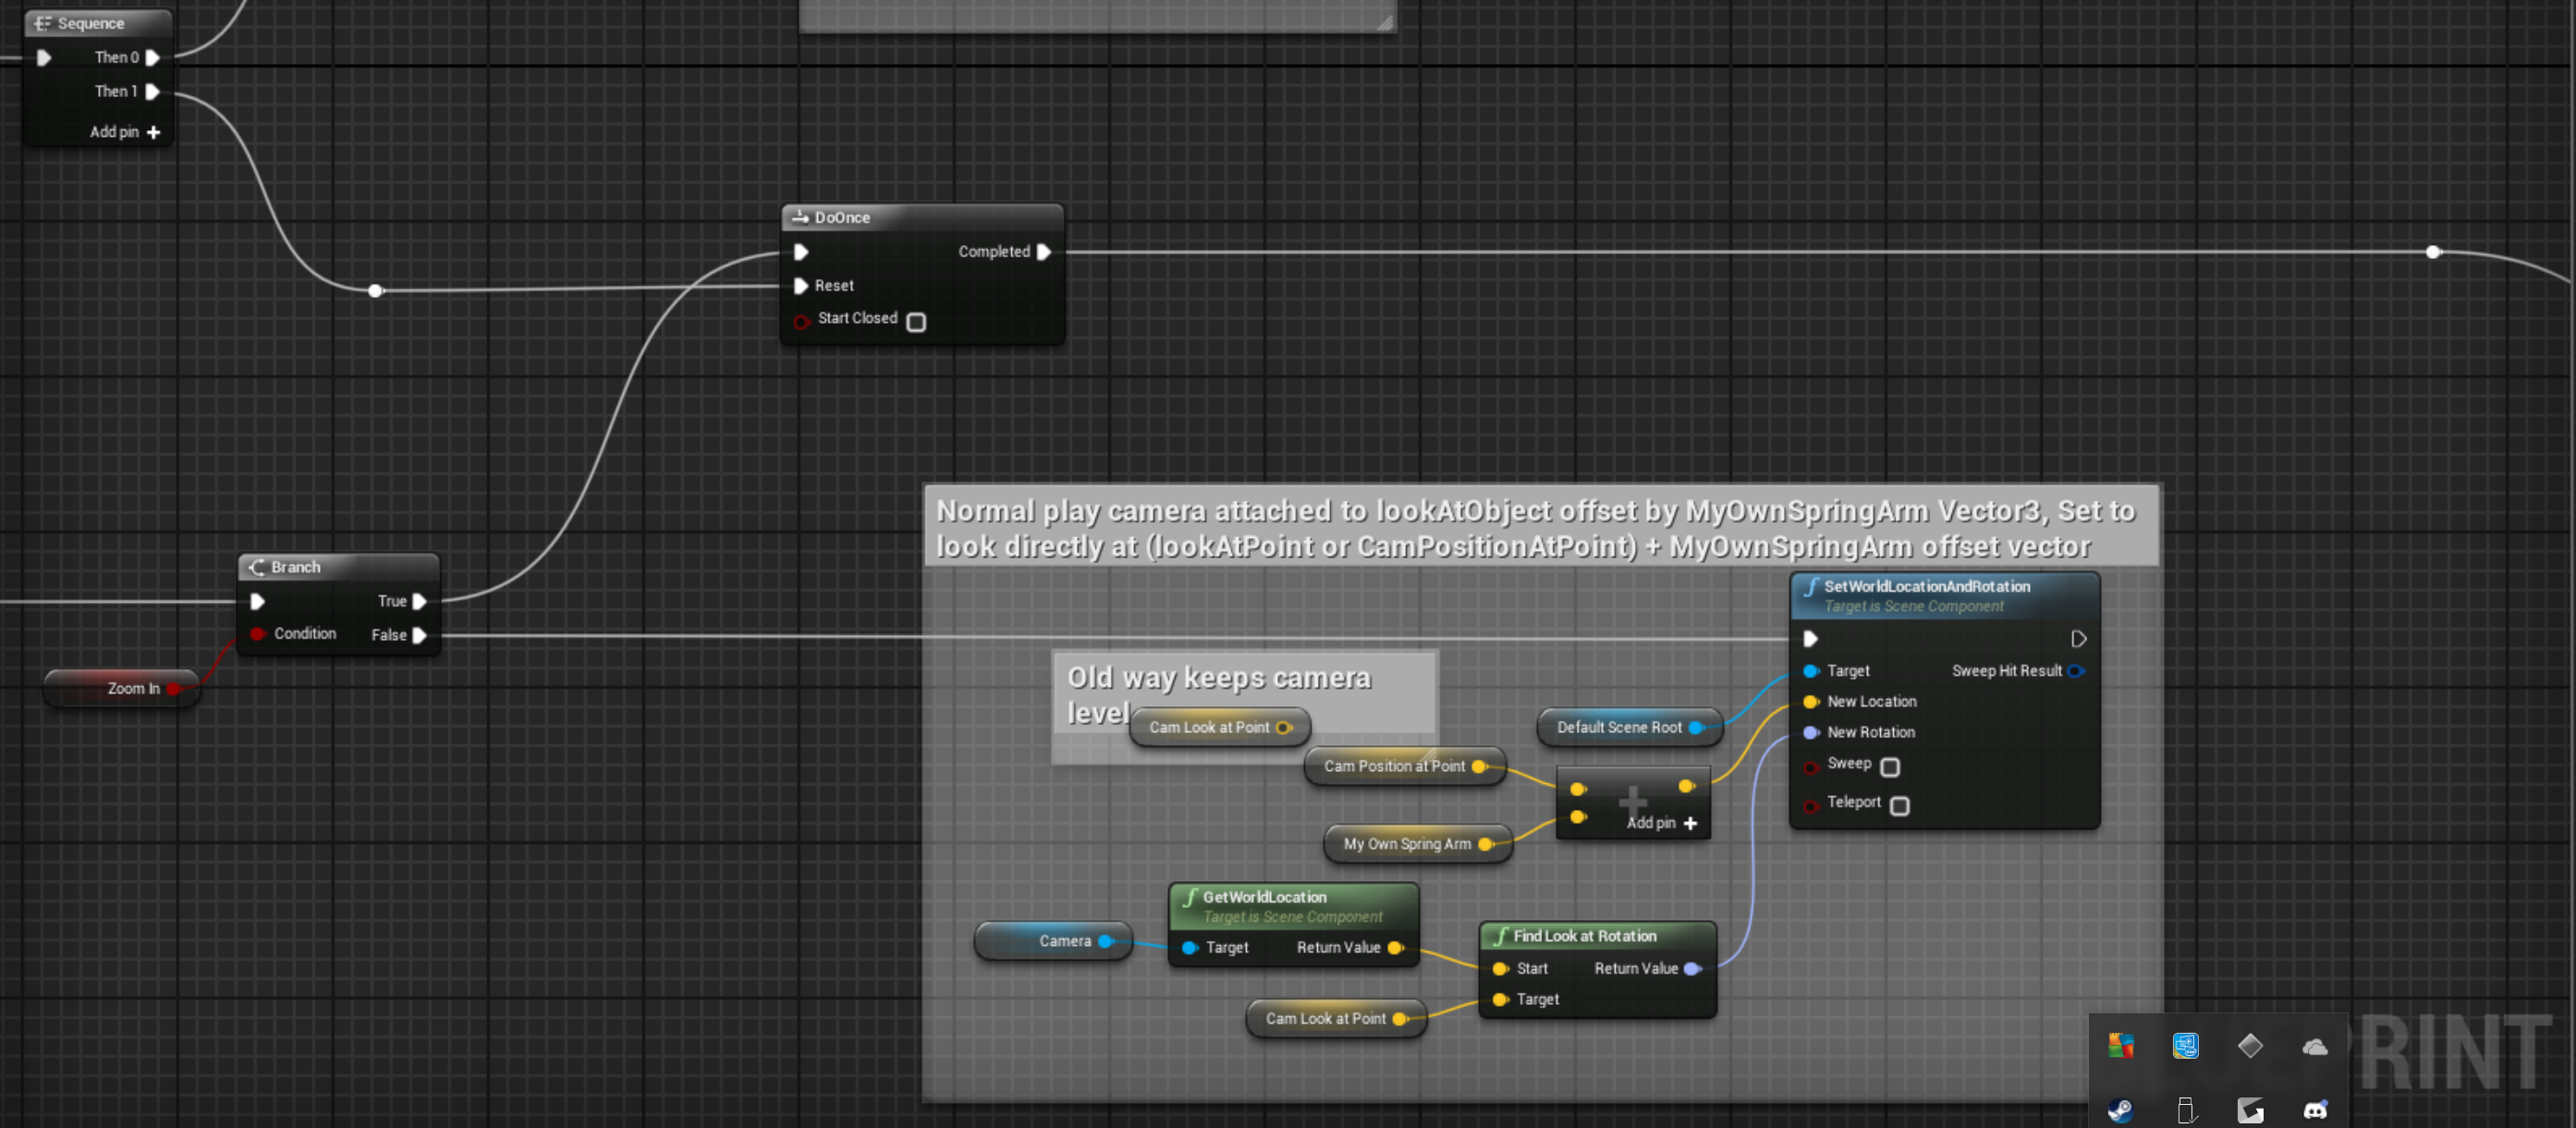 Sequence
Then 0
Then 1
Add pin
DoOnce
Completed
Reset
Start Closed
Normal play camera attached to lookAtObject offset by MyOwnSpringArm Vector3, Set to
look directly at (lookAtPoint or CamPositionAtPoint) + MyOwnSpringArm offset vector
Branch
True
Condition
False
Zoom In
SetWorldLocationAndRotation
Target is Scene Component
Target
Sweep Hit Result
New Location
New Rotation
Sweep
Teleport
Old way keeps camera
level
Cam Look at Point
Default Scene Root
Cam Position at Point
Add pin
My Own Spring Arm
GetWorldLocation
Target is Scene Component
Camera
Target
Return Value
Find Look at Rotation
Start
Return Value
Target
Cam Look at Point
RINT